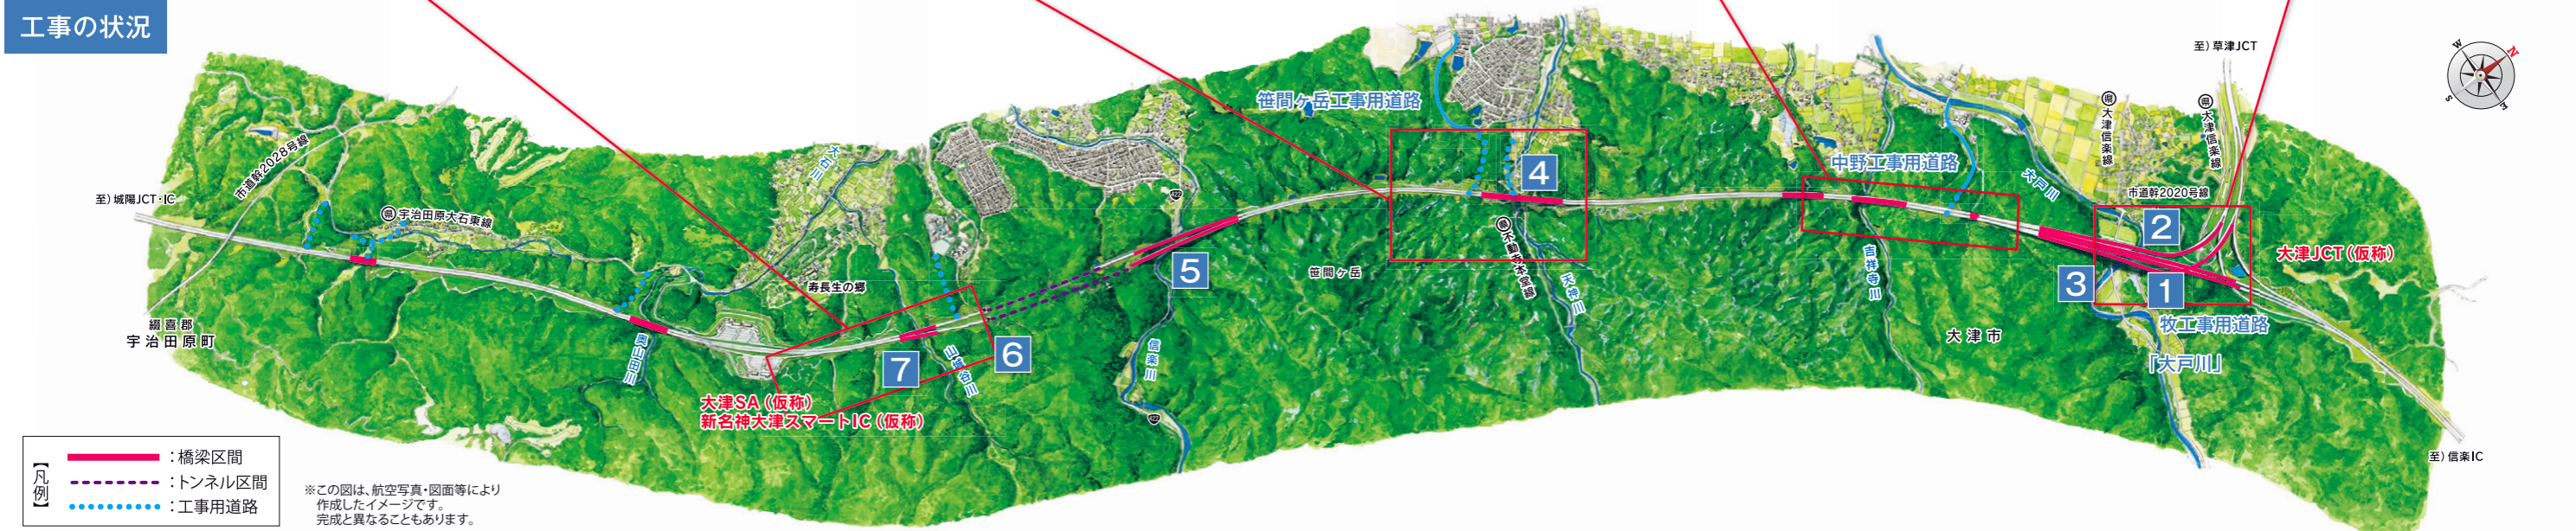 工事の状況
至）草津JCT
W
N
S
E
笹間ヶ岳工事用道路
県 大津信楽線
県 大津信楽線
市道幹2028号線
大石川
4
中野工事用道路
大戸川
市道幹2020号線
至）城陽JCT・IC
県 宇治田原大石東線
422
2
大津JCT（仮称）
5
笹間ヶ岳
天神川
吉祥寺川
3
1
寿長生の郷
綴喜郡
宇治田原町
牧工事用道路
大津市
6
信楽川
「大戸川」
7
大津SA（仮称）
新名神大津スマートIC（仮称）
422
至）信楽IC
【凡例】
：橋梁区間
：トンネル区間
：工事用道路
※この図は、航空写真・図面等により
作成したイメージです。
完成と異なることもあります。